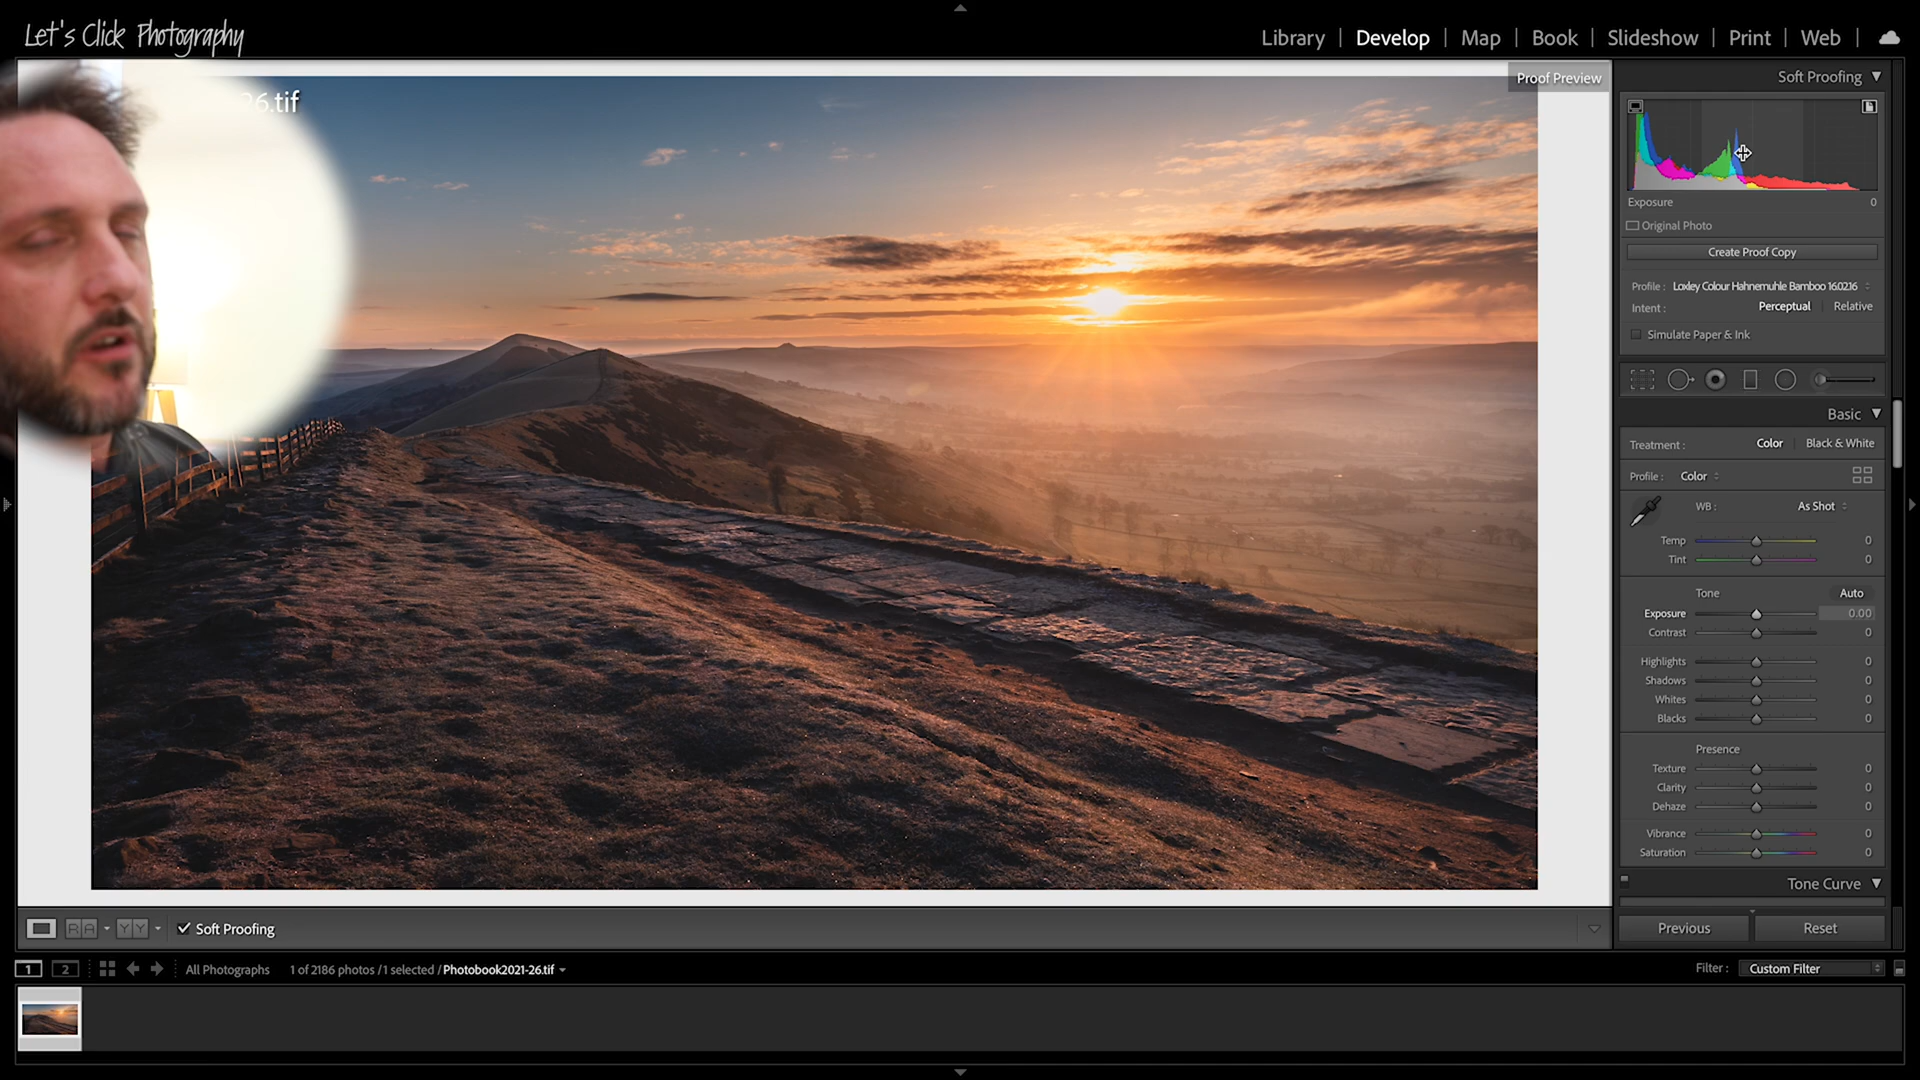 Let's Click Photography
Library | Develop | Map | Book | Slideshow | Print | Web |
26.tif
Proof Preview
Soft Proofing
Exposure 0
Original Photo
Create Proof Copy
Profile : Loxley Colour Hahnemuhle Bamboo 160216
Intent : Perceptual | Relative
Simulate Paper & Ink
Basic
Treatment : Color | Black & White
Profile : Color
WB : As Shot
Temp 0
Tint 0
Tone Auto
Exposure 0.00
Contrast 0
Highlights 0
Shadows 0
Whites 0
Blacks 0
Presence
Texture 0
Clarity 0
Dehaze 0
Vibrance 0
Saturation 0
Tone Curve
R A Y Y Soft Proofing
Previous Reset
1 2 All Photographs 1 of 2186 photos / 1 selected / Photobook2021-26.tif
Filter : Custom Filter